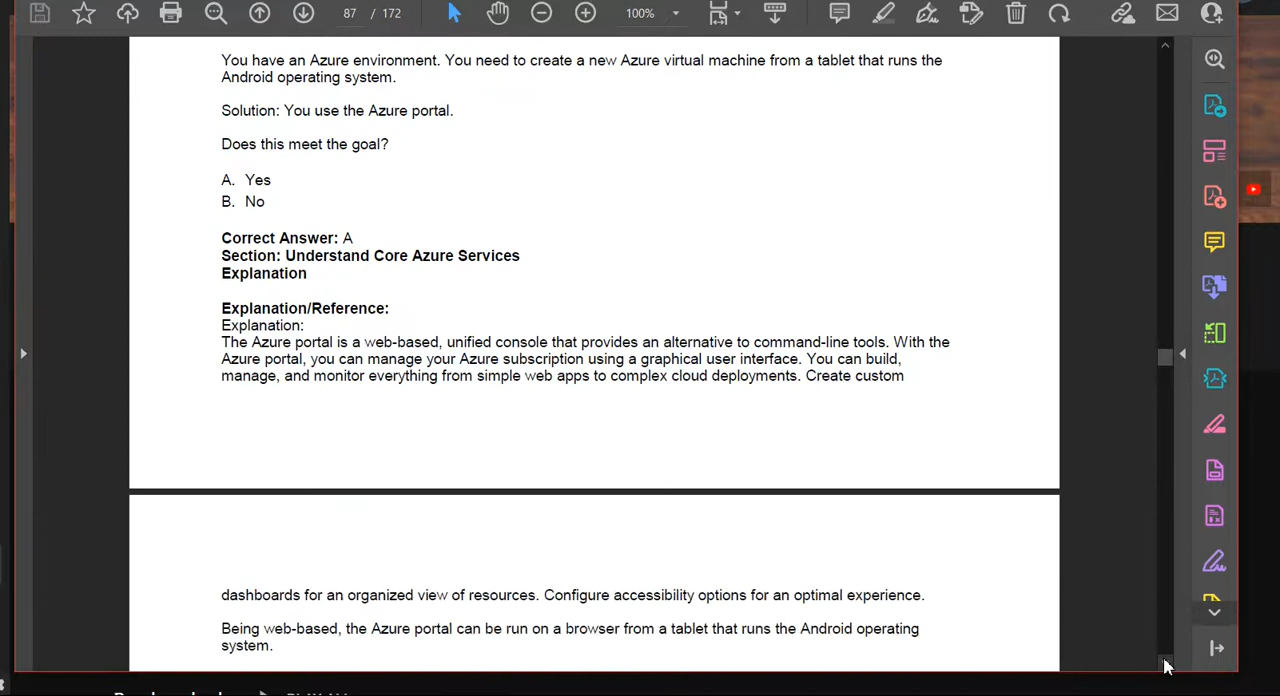 87 / 172
100%
You have an Azure environment. You need to create a new Azure virtual machine from a tablet that runs the
Android operating system.
Solution: You use the Azure portal.
Does this meet the goal?
A. Yes
B. No
Correct Answer: A
Section: Understand Core Azure Services
Explanation
Explanation/Reference:
Explanation:
The Azure portal is a web-based, unified console that provides an alternative to command-line tools. With the
Azure portal, you can manage your Azure subscription using a graphical user interface. You can build,
manage, and monitor everything from simple web apps to complex cloud deployments. Create custom
dashboards for an organized view of resources. Configure accessibility options for an optimal experience.
Being web-based, the Azure portal can be run on a browser from a tablet that runs the Android operating
system.